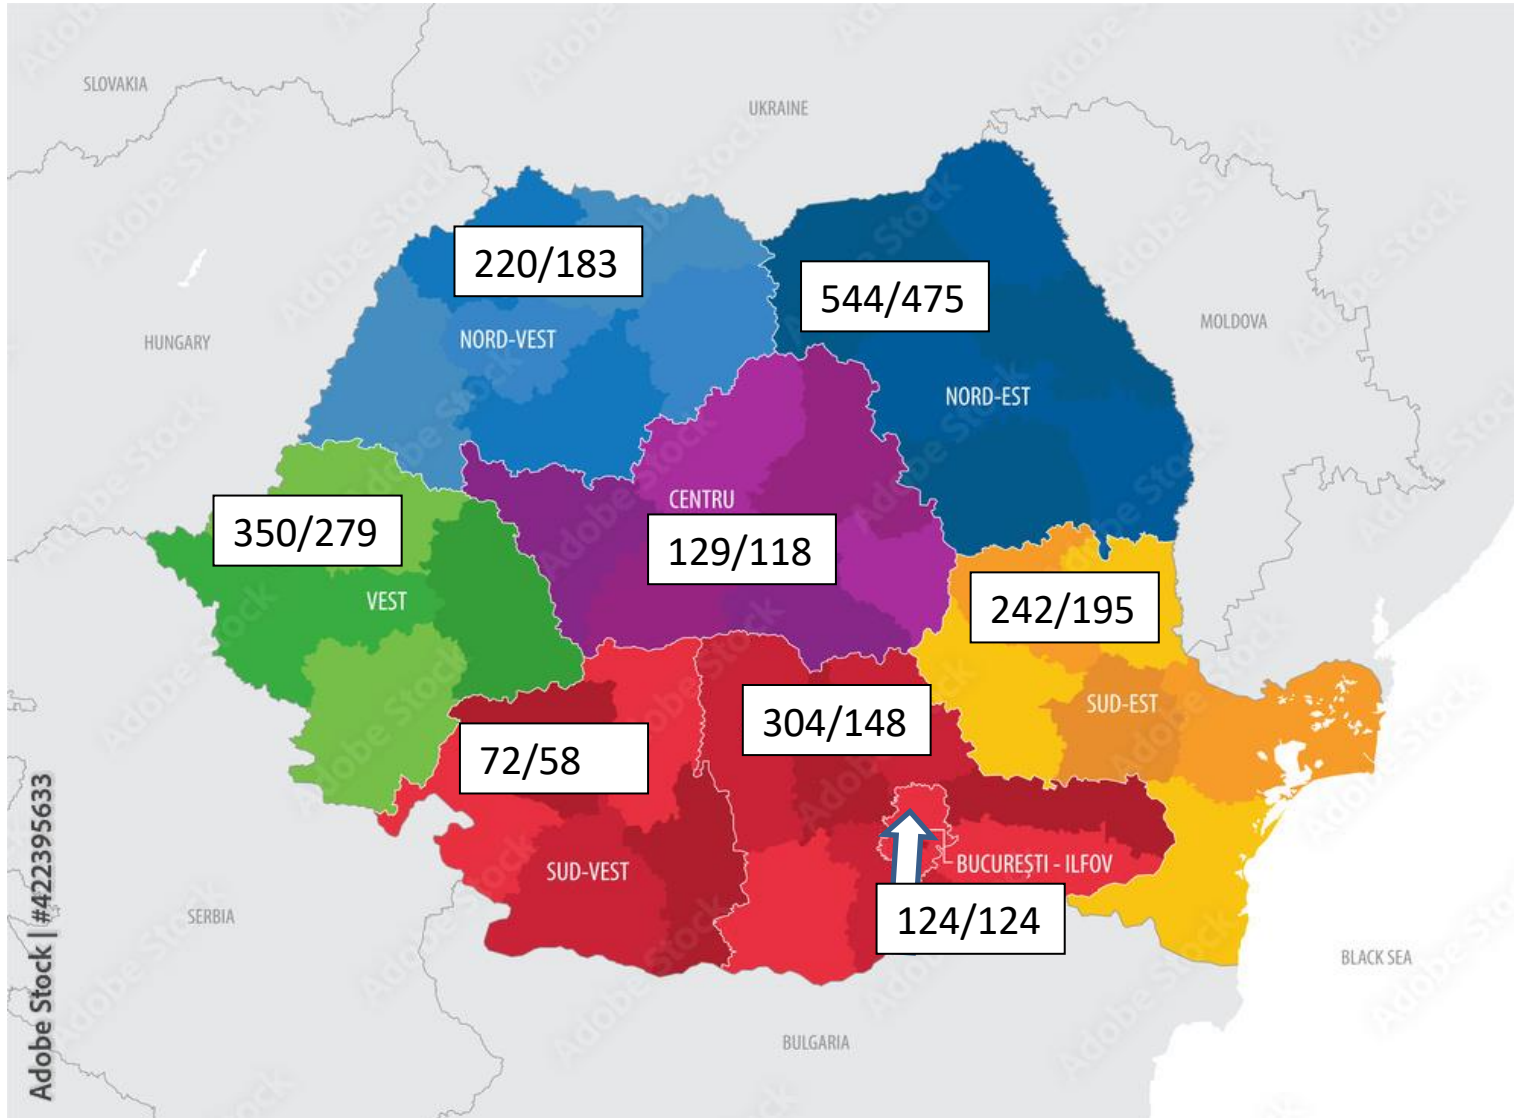 SLOVAKIA
UKRAINE
220/183
544/475
MOLDOVA
HUNGARY
NORD-VEST
NORD-EST
CENTRU
350/279
129/118
VEST
242/195
SUD-EST
304/148
72/58
BUCUREȘTI - ILFOV
SUD-VEST
124/124
SERBIA
BLACK SEA
BULGARIA
Adobe Stock | #422395633
Adobe Stock